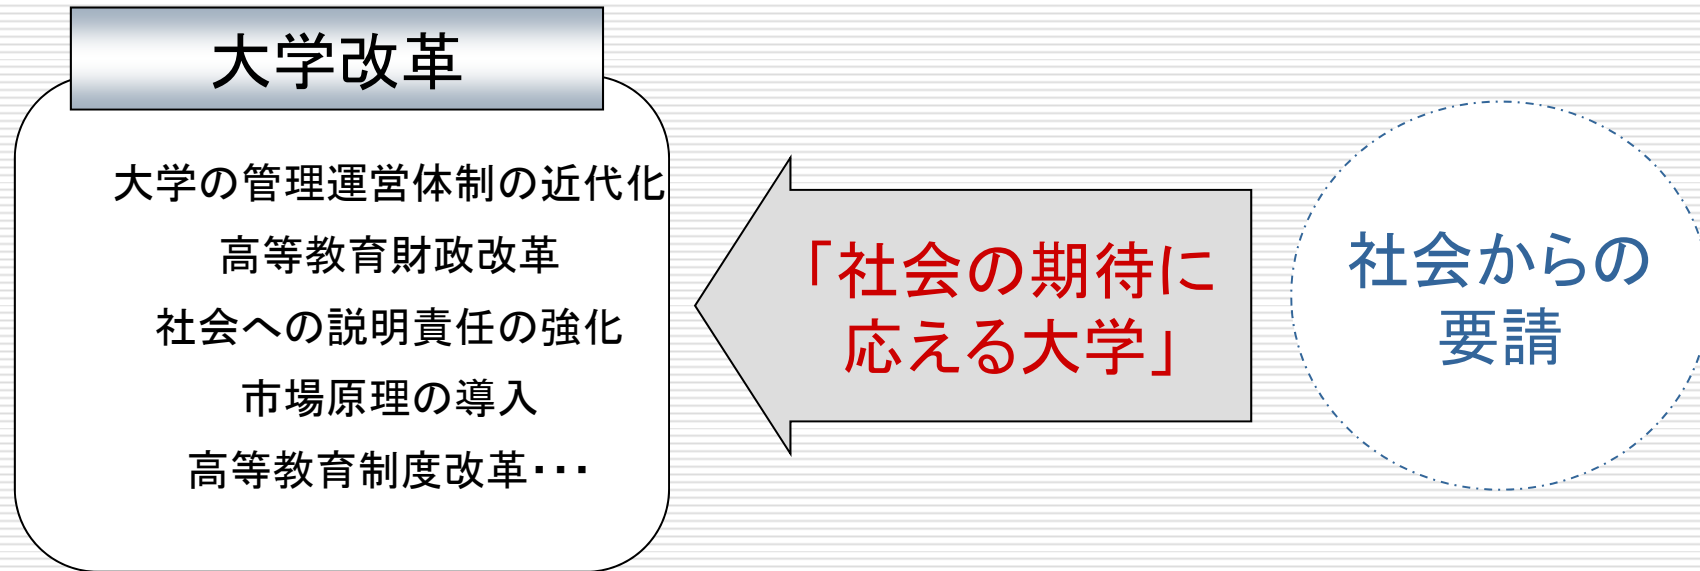 大学改革
大学の管理運営体制の近代化
高等教育財政改革
社会への説明責任の強化
市場原理の導入
高等教育制度改革・・・
「社会の期待に
応える大学」
社会からの
要請